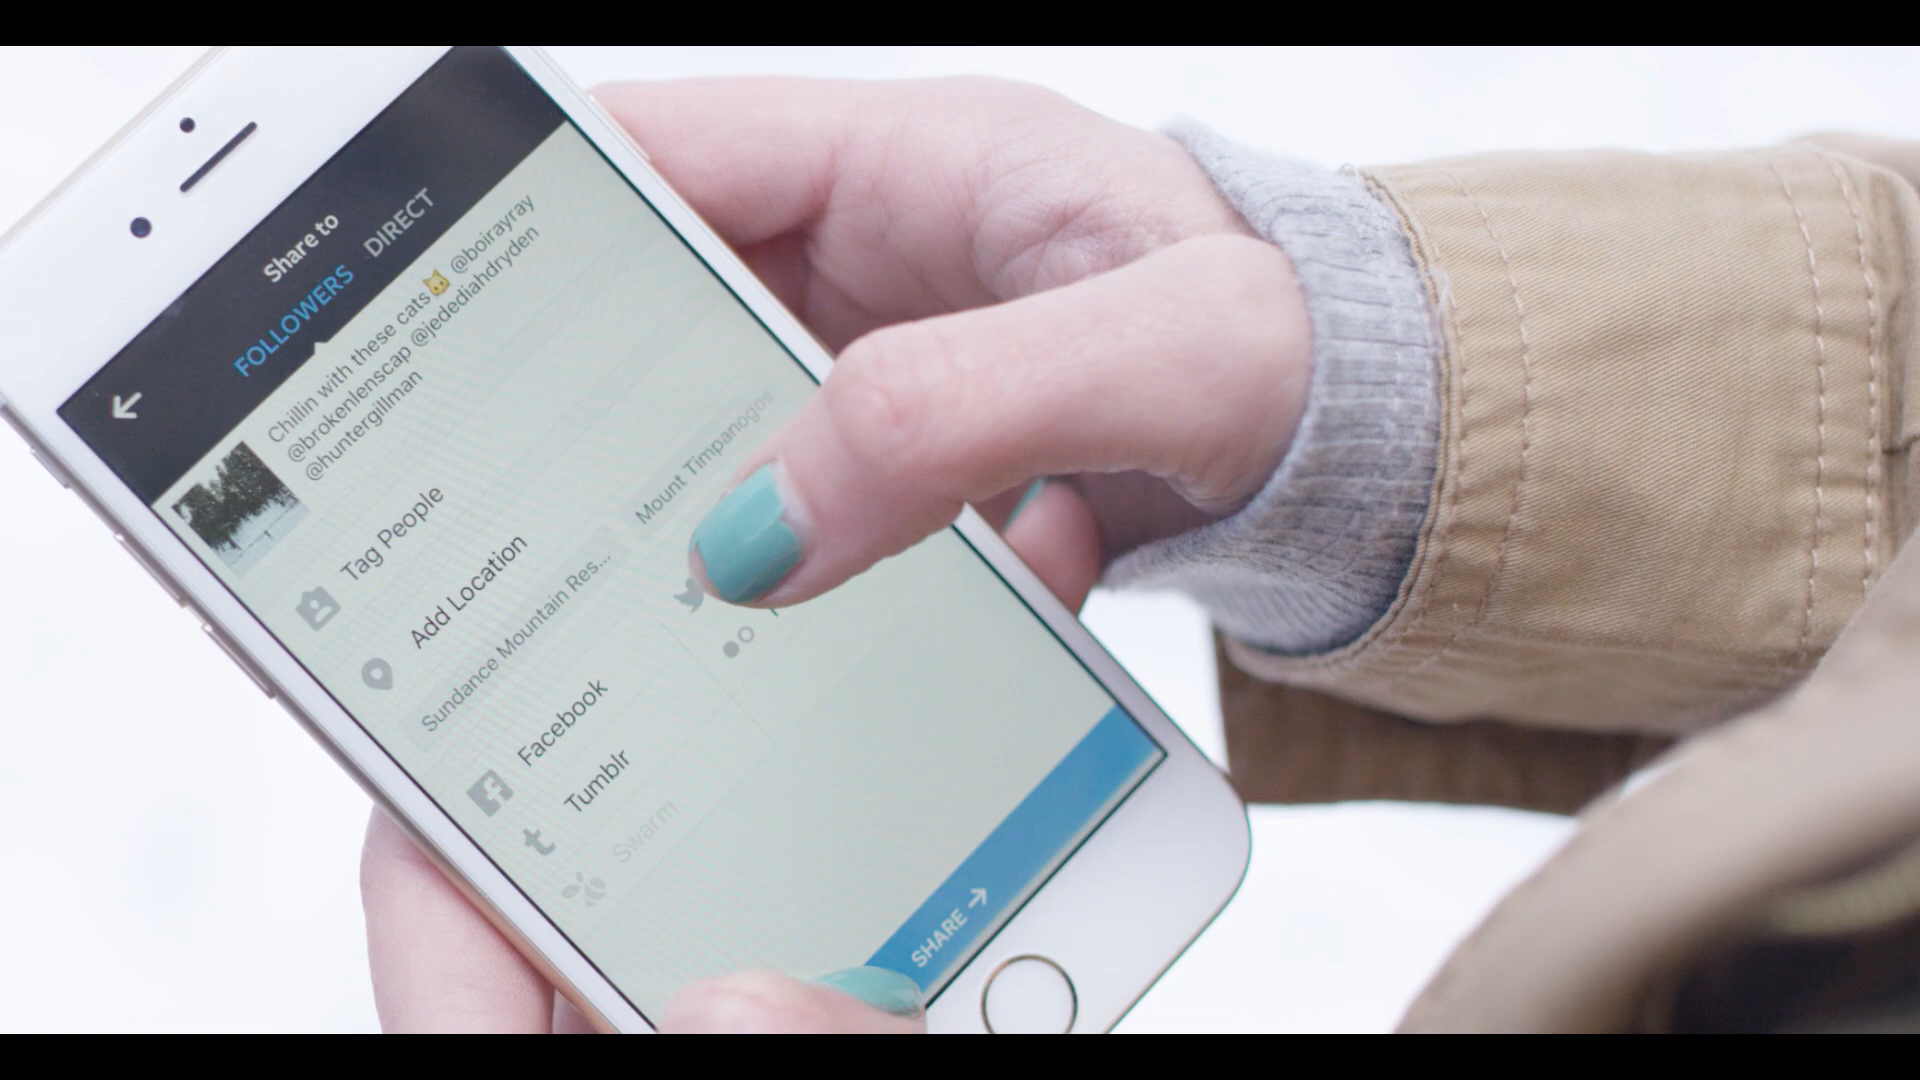 Share to
FOLLOWERS DIRECT
Chillin with these cats🐱 @boirayray
@brokenlenscap @jedediahdryden
@huntergillman
Tag People
Add Location
Sundance Mountain Res...
Mount Timpanogos
Facebook
Tumblr
Swarm
SHARE →